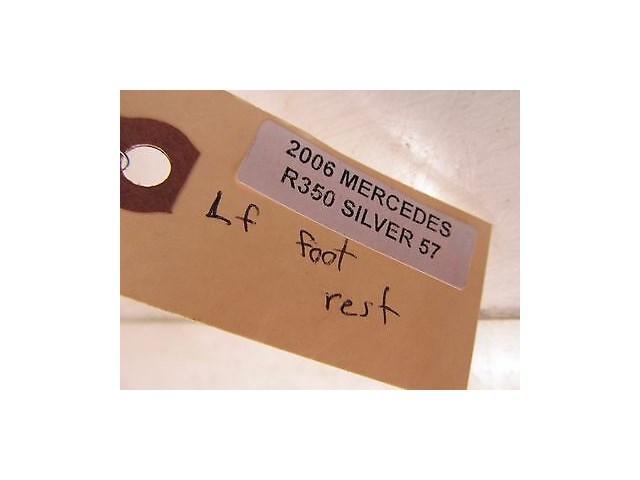 2006 MERCEDES
R350 SILVER 57
Lf foot
rest